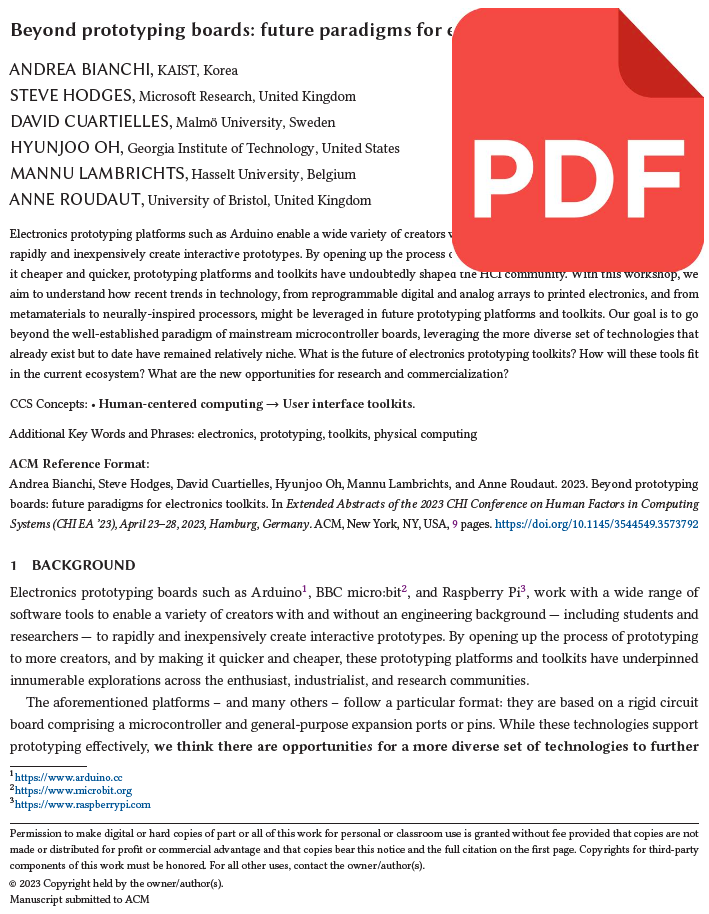 Beyond prototyping boards: future paradigms for
PDF
ANDREA BIANCHI, KAIST, Korea
STEVE HODGES, Microsoft Research, United Kingdom
DAVID CUARTIELLES, Malmö University, Sweden
HYUNJOO OH, Georgia Institute of Technology, United States
MANNU LAMBRICHTS, Hasselt University, Belgium
ANNE ROUDAUT, University of Bristol, United Kingdom
Electronics prototyping platforms such as Arduino enable a wide variety of creators
rapidly and inexpensively create interactive prototypes. By opening up the process
it cheaper and quicker, prototyping platforms and toolkits have undoubtedly shaped the HCI community. With this workshop, we
aim to understand how recent trends in technology, from reprogrammable digital and analog arrays to printed electronics, and from
metamaterials to neurally-inspired processors, might be leveraged in future prototyping platforms and toolkits. Our goal is to go
beyond the well-established paradigm of mainstream microcontroller boards, leveraging the more diverse set of technologies that
already exist but to date have remained relatively niche. What is the future of electronics prototyping toolkits? How will these tools fit
in the current ecosystem? What are the new opportunities for research and commercialization?
CCS Concepts: • Human-centered computing → User interface toolkits.
Additional Key Words and Phrases: electronics, prototyping, toolkits, physical computing
ACM Reference Format:
Andrea Bianchi, Steve Hodges, David Cuartielles, Hyunjoo Oh, Mannu Lambrichts, and Anne Roudaut. 2023. Beyond prototyping
boards: future paradigms for electronics toolkits. In Extended Abstracts of the 2023 CHI Conference on Human Factors in Computing
Systems (CHI EA ’23), April 23–28, 2023, Hamburg, Germany. ACM, New York, NY, USA, 9 pages. https://doi.org/10.1145/3544549.3573792
1 BACKGROUND
Electronics prototyping boards such as Arduino1, BBC micro:bit2, and Raspberry Pi3, work with a wide range of
software tools to enable a variety of creators with and without an engineering background — including students and
researchers — to rapidly and inexpensively create interactive prototypes. By opening up the process of prototyping
to more creators, and by making it quicker and cheaper, these prototyping platforms and toolkits have underpinned
innumerable explorations across the enthusiast, industrialist, and research communities.
The aforementioned platforms – and many others – follow a particular format: they are based on a rigid circuit
board comprising a microcontroller and general-purpose expansion ports or pins. While these technologies support
prototyping effectively, we think there are opportunities for a more diverse set of technologies to further
1https://www.arduino.cc
2https://www.microbit.org
3https://www.raspberrypi.com
Permission to make digital or hard copies of part or all of this work for personal or classroom use is granted without fee provided that copies are not
made or distributed for profit or commercial advantage and that copies bear this notice and the full citation on the first page. Copyrights for third-party
components of this work must be honored. For all other uses, contact the owner/author(s).
© 2023 Copyright held by the owner/author(s).
Manuscript submitted to ACM